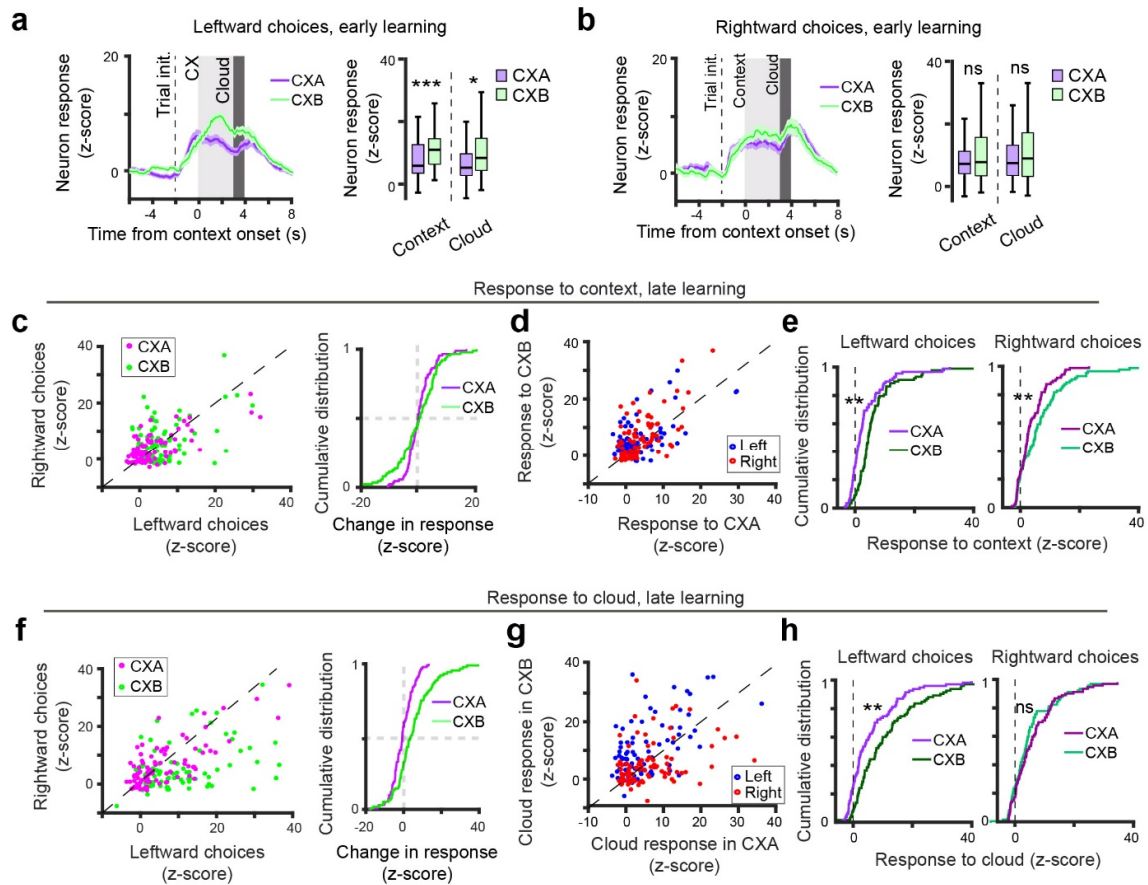 a
Leftward choices, early learning
Neuron response
(z-score)
20
0
Trial init.
CX
Cloud
CXA
CXB
-4
0
4
8
Time from context onset (s)
Neuron response
(z-score)
40
0
***
*
CXA
CXB
Context
Cloud
b
Rightward choices, early learning
Neuron response
(z-score)
20
0
Trial init.
Context
Cloud
CXA
CXB
-4
0
4
8
Time from context onset (s)
Neuron response
(z-score)
40
0
ns
ns
CXA
CXB
Context
Cloud
Response to context, late learning
c
Rightward choices
(z-score)
40
20
0
CXA
CXB
0
20
40
Leftward choices
(z-score)
Cumulative distribution
1
0
CXA
CXB
-20
0
20
Change in response
(z-score)
d
Response to CXB
(z-score)
40
20
0
Left
Right
-10
0
10
20
30
40
Response to CXA
(z-score)
e
Leftward choices
Rightward choices
Cumulative distribution
1
0
**
CXA
CXB
0
40
1
0
**
CXA
CXB
0
40
Response to context (z-score)
Response to cloud, late learning
f
Rightward choices
(z-score)
40
20
0
CXA
CXB
0
20
40
Leftward choices
(z-score)
Cumulative distribution
1
0
CXA
CXB
-20
0
40
Change in response
(z-score)
g
Cloud response in CXB
(z-score)
40
20
0
Left
Right
-10
0
10
20
30
40
Cloud response in CXA
(z-score)
h
Leftward choices
Rightward choices
Cumulative distribution
1
0
**
CXA
CXB
0
40
1
0
ns
CXA
CXB
0
40
Response to cloud (z-score)